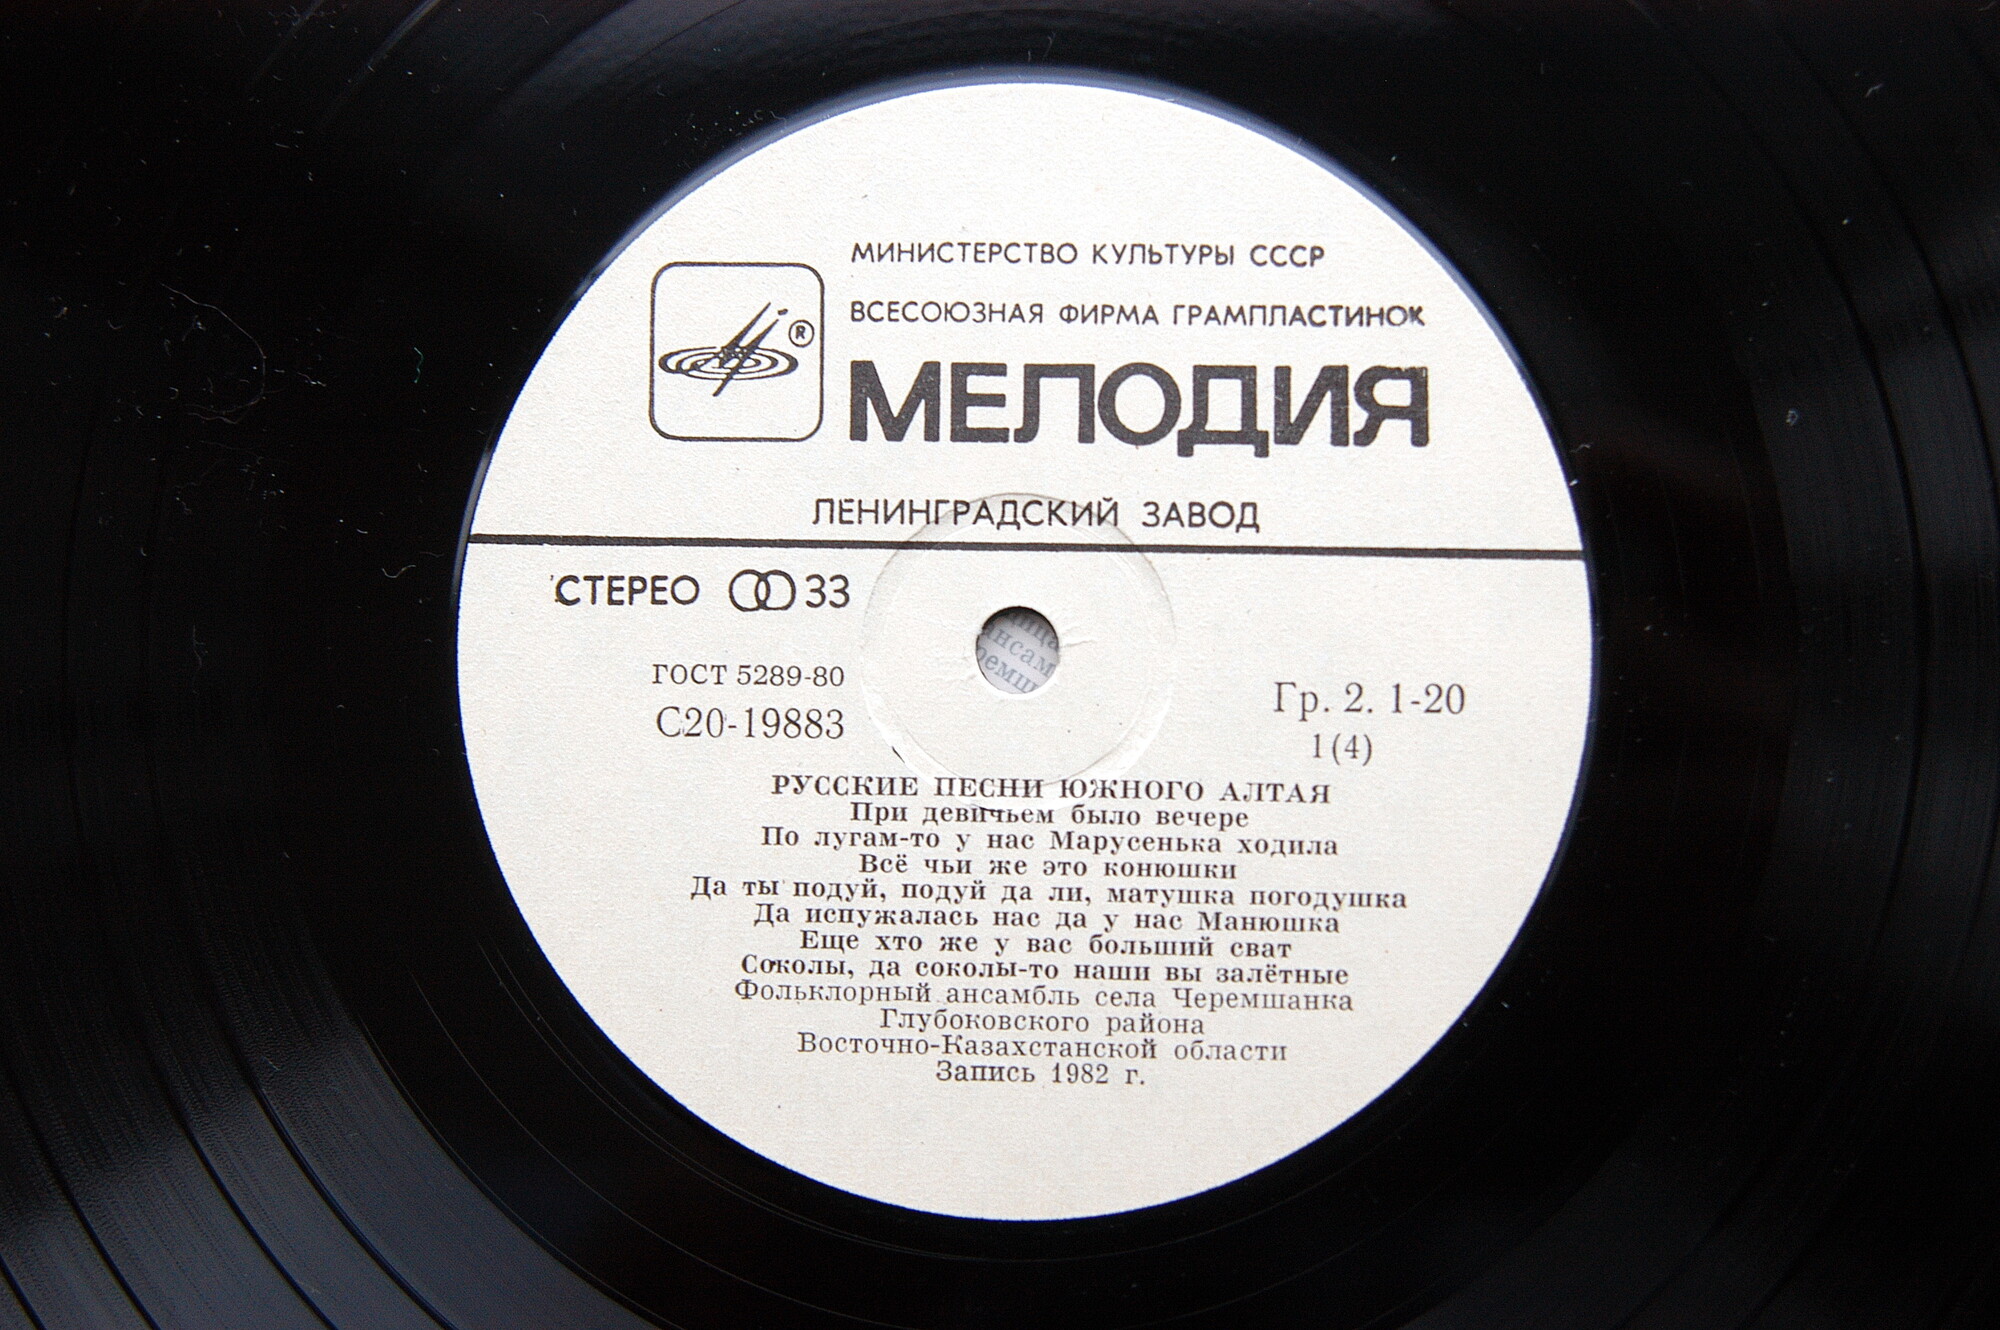 МИНИСТЕРСТВО КУЛЬТУРЫ СССР
ВСЕСОЮЗНАЯ ФИРМА ГРАМПЛАСТИНОК
®
МЕЛОДИЯ
ЛЕНИНГРАДСКИЙ ЗАВОД
СТЕРЕО 33
ГОСТ 5289-80
С20-19883
Гр. 2. 1-20
1(4)
РУССКИЕ ПЕСНИ ЮЖНОГО АЛТАЯ
При девичьем было вечере
По лугам-то у нас Марусенька ходила
Всё чьи же это конюшки
Да ты подуй, подуй да ли, матушка погодушка
Да испужалась нас да у нас Манюшка
Еще хто же у вас больший сват
Соколы, да соколы-то наши вы залётные
Фольклорный ансамбль села Черемшанка
Глубоковского района
Восточно-Казахстанской области
Запись 1982 г.